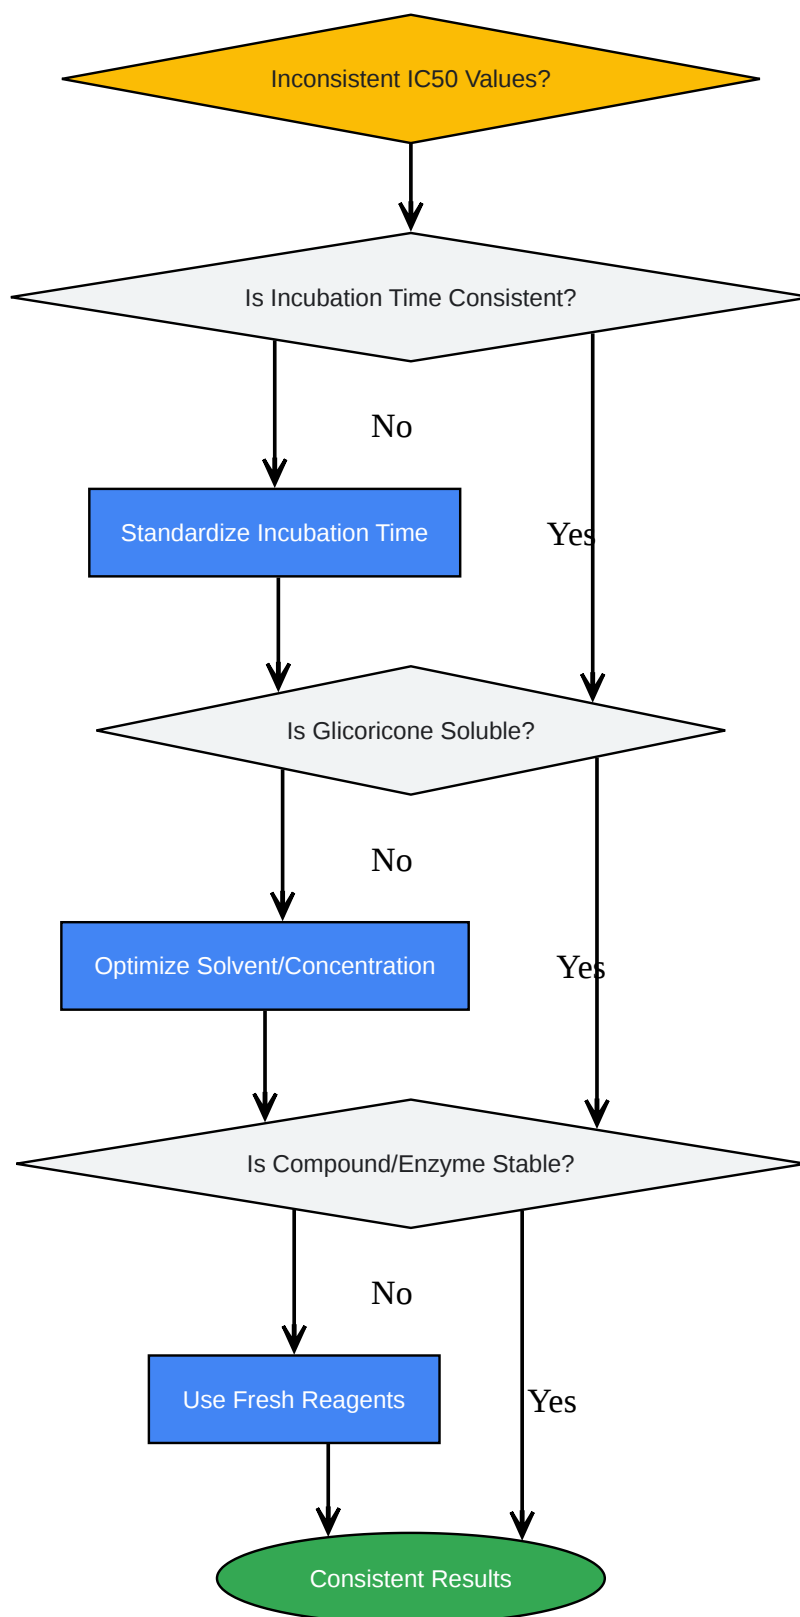 Inconsistent IC50 Values?
Is Incubation Time Consistent?
No
Standardize Incubation Time
Yes
Is Glicoricone Soluble?
No
Optimize Solvent/Concentration
Yes
Is Compound/Enzyme Stable?
No
Use Fresh Reagents
Yes
Consistent Results